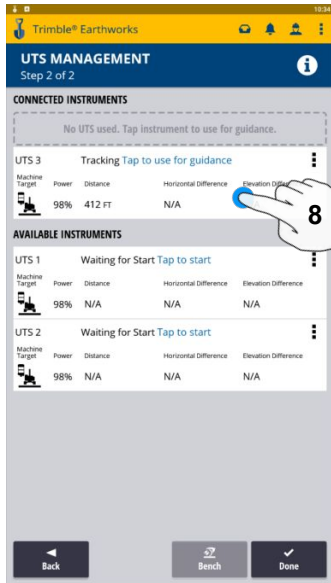 10:34
Trimble® Earthworks
UTS MANAGEMENT
Step 2 of 2
CONNECTED INSTRUMENTS
No UTS used. Tap instrument to use for guidance.
UTS 3 Tracking Tap to use for guidance
Machine Target Power Distance Horizontal Difference Elevation
98% 412 FT N/A
8
AVAILABLE INSTRUMENTS
UTS 1 Waiting for Start Tap to start
Machine Target Power Distance Horizontal Difference Elevation Difference
98% N/A N/A N/A
UTS 2 Waiting for Start Tap to start
Machine Target Power Distance Horizontal Difference Elevation Difference
98% N/A N/A N/A
Back Bench Done